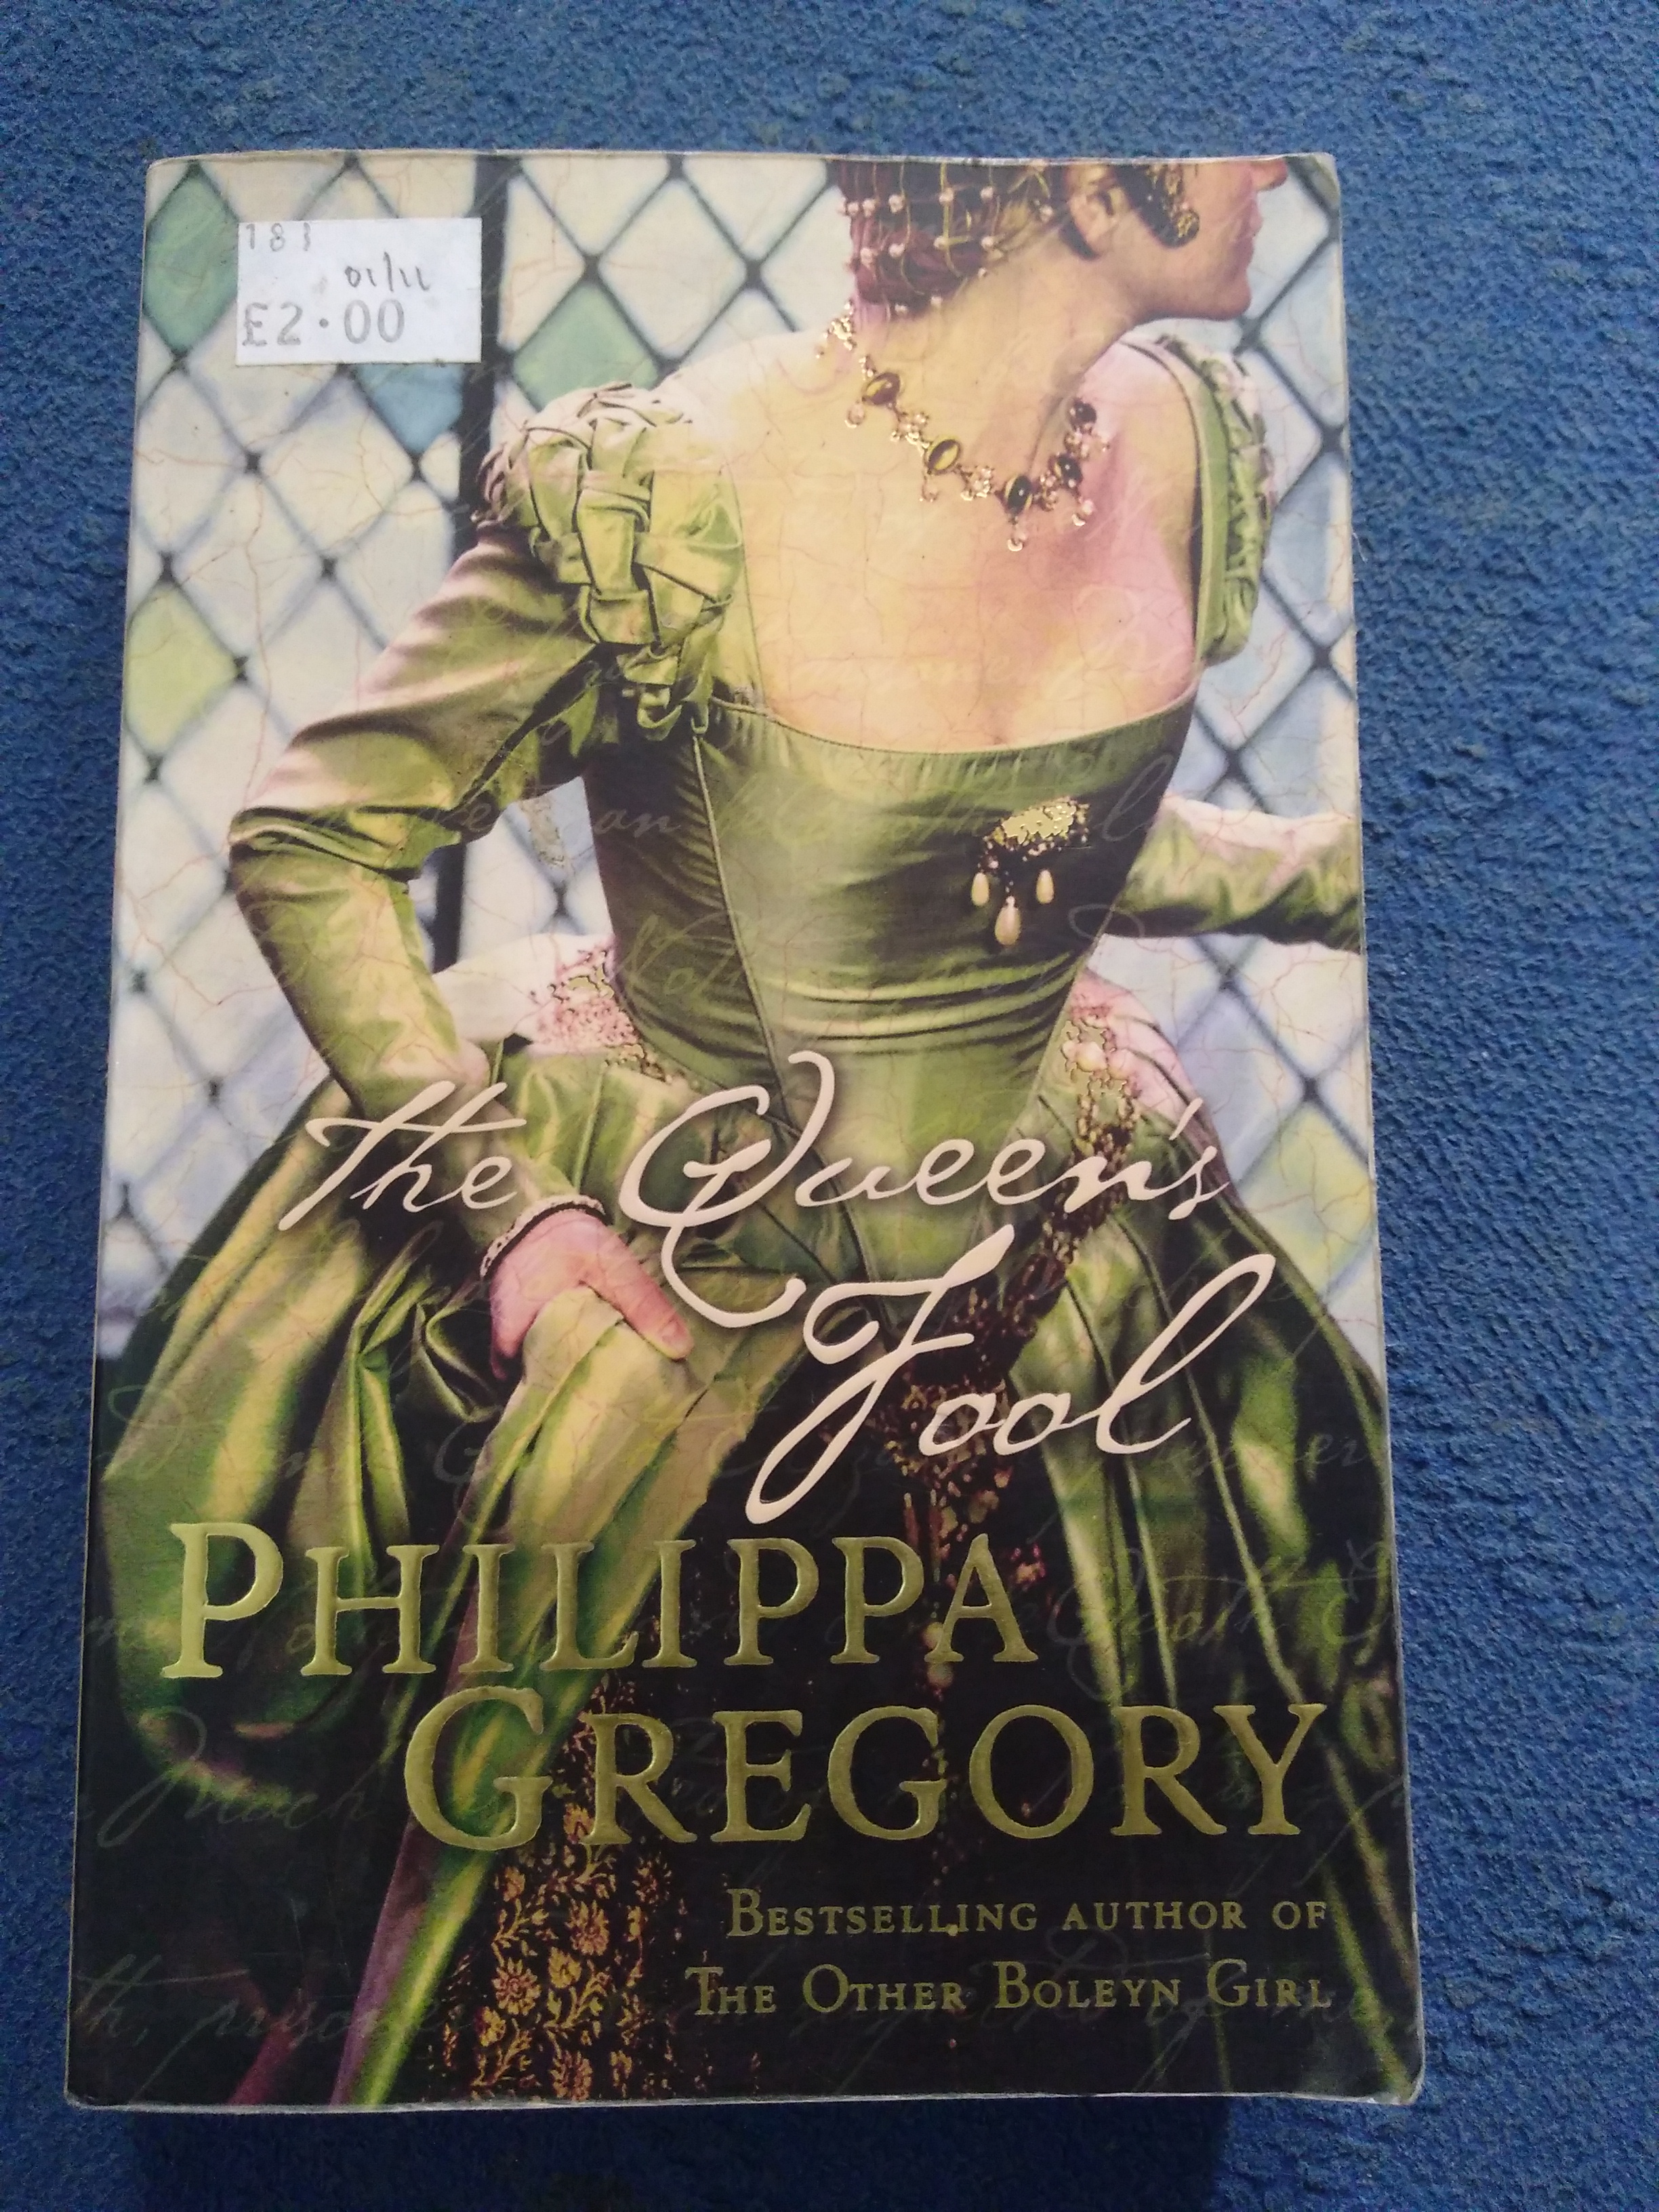 183
01/11
£2.00
The Queen's
Fool
PHILIPPA
GREGORY
BESTSELLING AUTHOR OF
THE OTHER BOLEYN GIRL